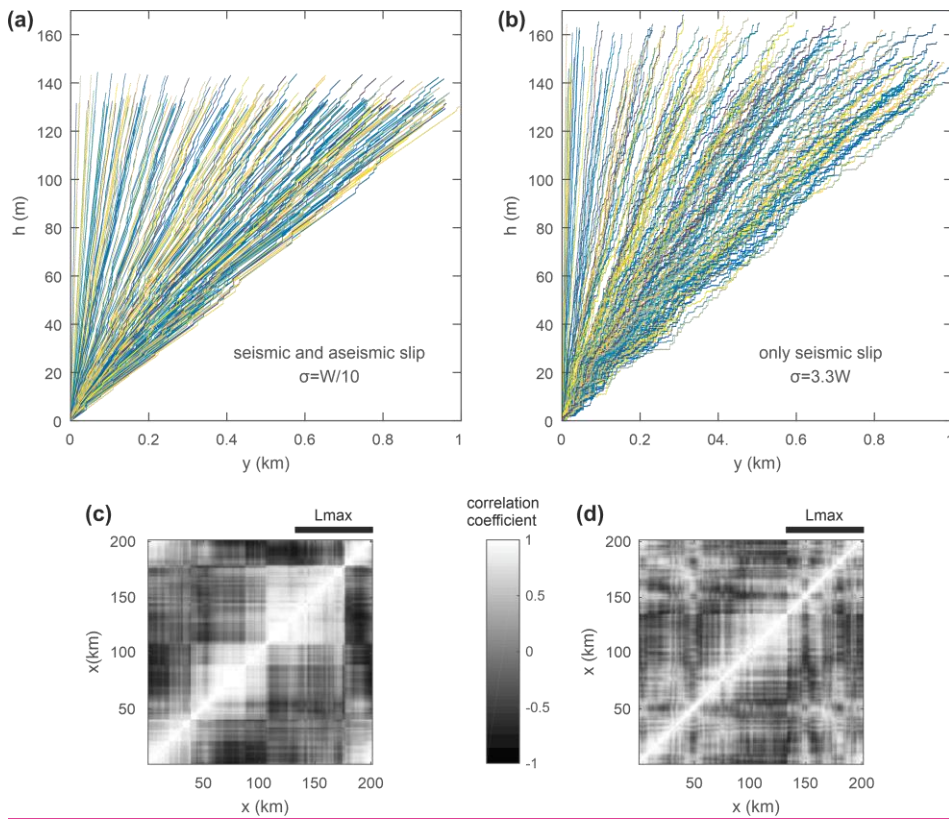 (a)
160
140
120
100
80
60
40
20
0
h (m)
seismic and aseismic slip
σ=W/10
0 0.2 0.4 0.6 0.8 1
y (km)
(b)
160
140
120
100
80
60
40
20
0
h (m)
only seismic slip
σ=3.3W
0 0.2 04. 0.6 0.8 1
y (km)
(c)
Lmax
200
150
100
50
x(km)
50 100 150 200
x (km)
correlation
coefficient
1
0.5
0
-0.5
-1
(d)
Lmax
200
150
100
50
x (km)
50 100 150 200
x (km)